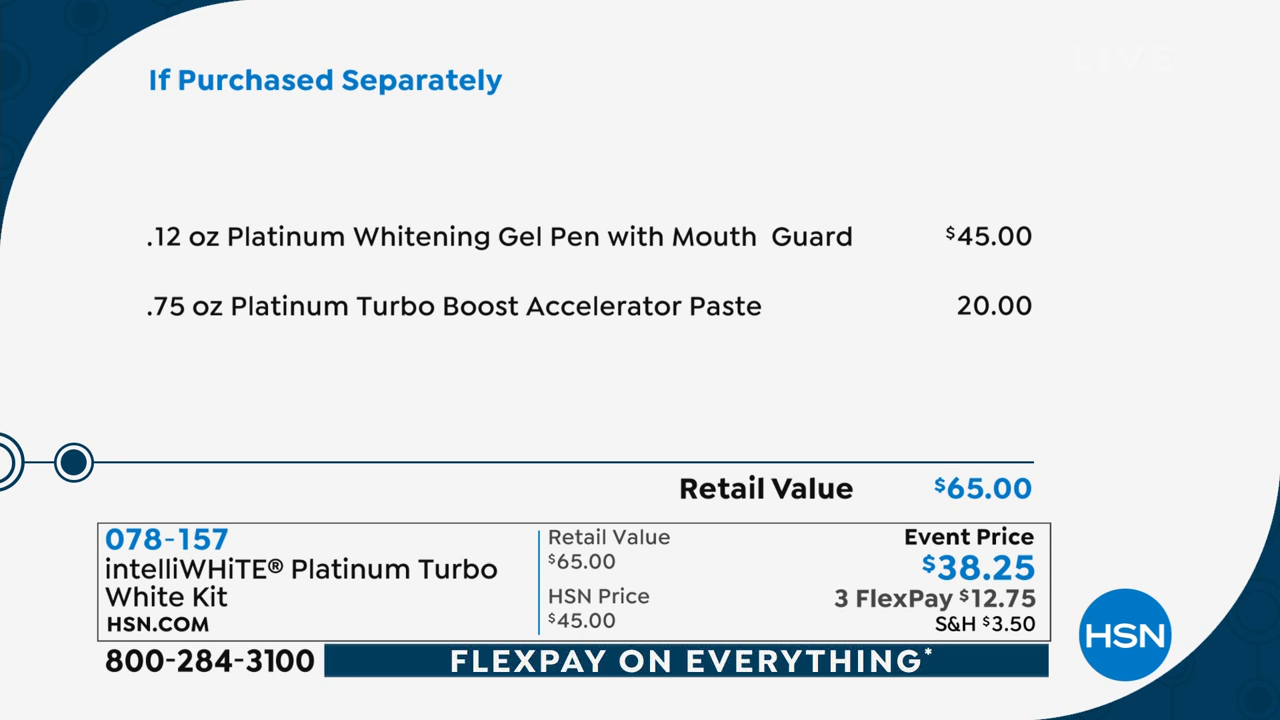 LIVE
If Purchased Separately
.12 oz Platinum Whitening Gel Pen with Mouth Guard $45.00
.75 oz Platinum Turbo Boost Accelerator Paste 20.00
Retail Value $65.00
078-157
intelliWHiTE® Platinum Turbo
White Kit
HSN.COM
Retail Value
$65.00
HSN Price
$45.00
Event Price
$38.25
3 FlexPay $12.75
S&H $3.50
HSN
800-284-3100
FLEXPAY ON EVERYTHING*